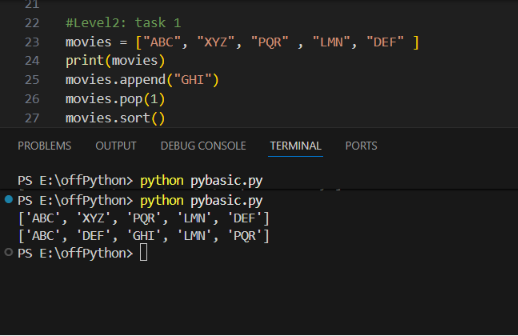 21
22 #Level2: task 1
23 movies = ["ABC", "XYZ", "PQR" , "LMN", "DEF" ]
24 print(movies)
25 movies.append("GHI")
26 movies.pop(1)
27 movies.sort()
PROBLEMS OUTPUT DEBUG CONSOLE TERMINAL PORTS
PS E:\offPython> python pybasic.py
PS E:\offPython> python pybasic.py
['ABC', 'XYZ', 'PQR', 'LMN', 'DEF']
['ABC', 'DEF', 'GHI', 'LMN', 'PQR']
PS E:\offPython>